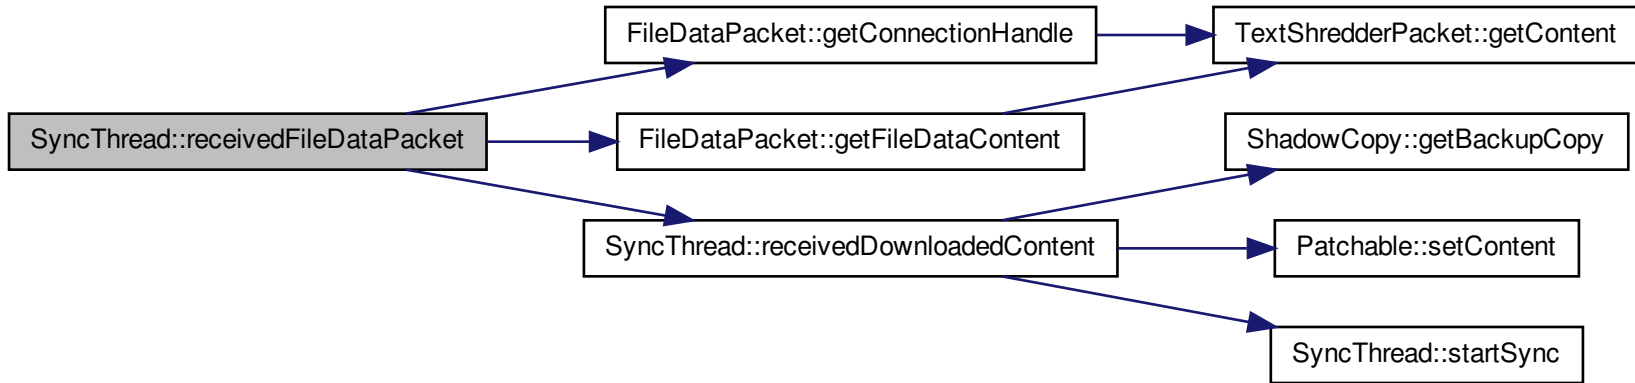 FileDataPacket::getConnectionHandle
TextShredderPacket::getContent
SyncThread::receivedFileDataPacket
FileDataPacket::getFileDataContent
ShadowCopy::getBackupCopy
SyncThread::receivedDownloadedContent
Patchable::setContent
SyncThread::startSync